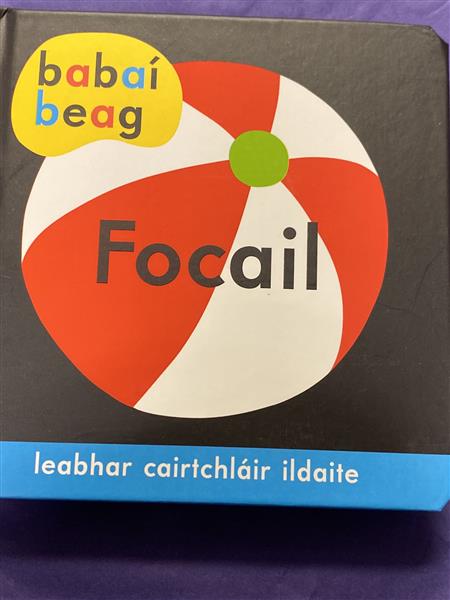 babaí
beag
Focail
leabhar cairtchláir ildaite